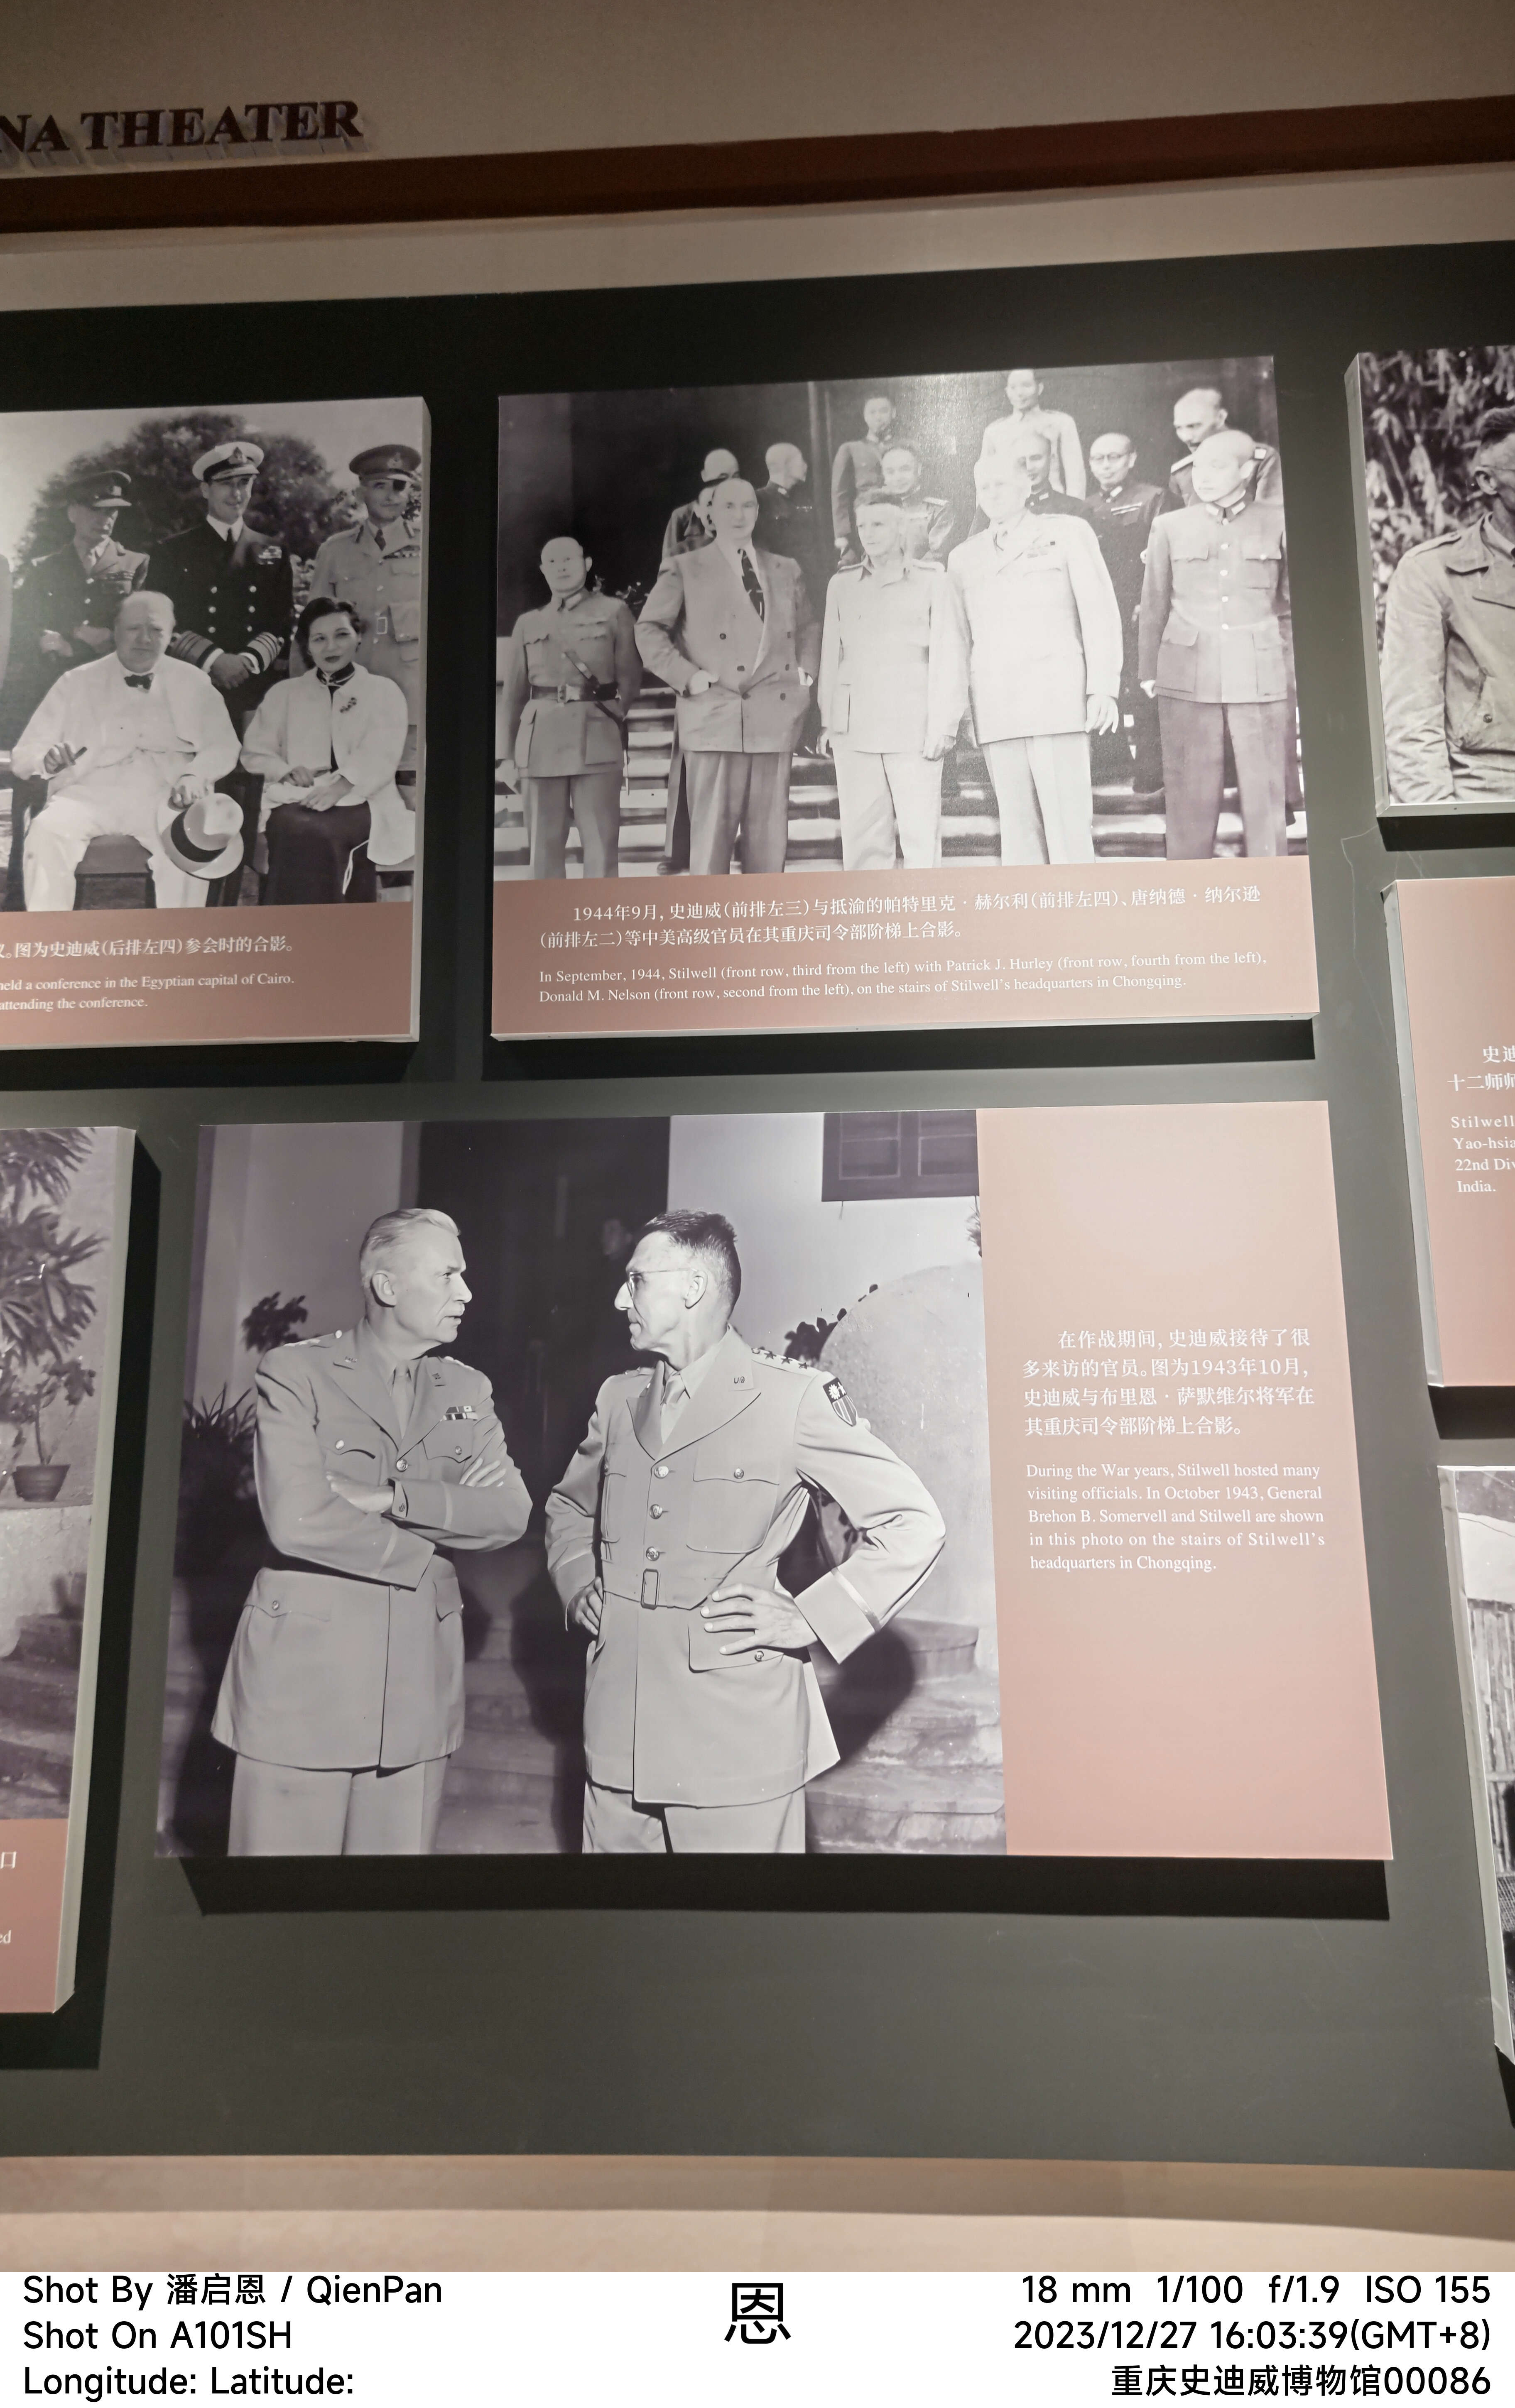 NA THEATER
义。图为史迪威(后排左四)参会时的合影。
held a conference in the Egyptian capital of Cairo.
attending the conference.
1944年9月, 史迪威(前排左三)与抵渝的帕特里克·赫尔利(前排左四)、唐纳德·纳尔逊
(前排左二)等中美高级官员在其重庆司令部阶梯上合影。
In September, 1944, Stilwell (front row, third from the left) with Patrick J. Hurley (front row, fourth from the left),
Donald M. Nelson (front row, second from the left), on the stairs of Stilwell's headquarters in Chongqing.
史迪
十二师师
Stilwell
Yao-hsia
22nd Div
India.
在作战期间, 史迪威接待了很
多来访的官员。图为1943年10月,
史迪威与布里恩·萨默维尔将军在
其重庆司令部阶梯上合影。
During the War years, Stilwell hosted many
visiting officials. In October 1943, General
Brehon B. Somervell and Stilwell are shown
in this photo on the stairs of Stilwell's
headquarters in Chongqing.
口
ed
Shot By 潘启恩 / QienPan
Shot On A101SH
Longitude: Latitude:
恩
18 mm 1/100 f/1.9 ISO 155
2023/12/27 16:03:39(GMT+8)
重庆史迪威博物馆00086